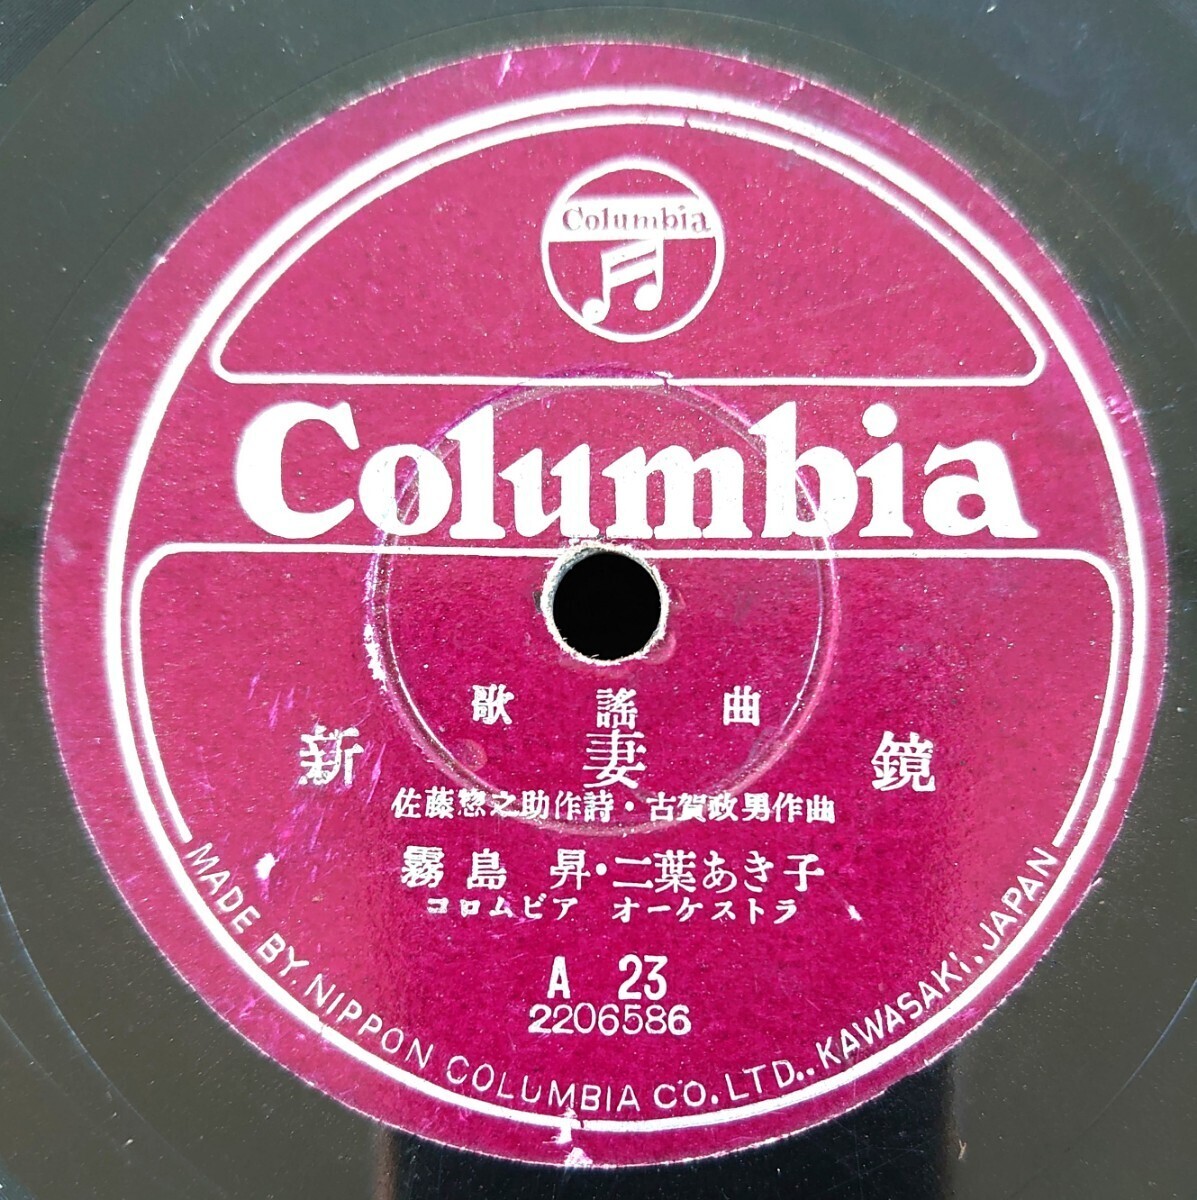 Columbia
Columbia
歌謡曲
新妻鏡
佐藤惣之助作詩・古賀政男作曲
霧島 昇・二葉あき子
コロムビア オーケストラ
A 23
2206586
MADE BY NIPPON COLUMBIA CO. LTD., KAWASAKI, JAPAN